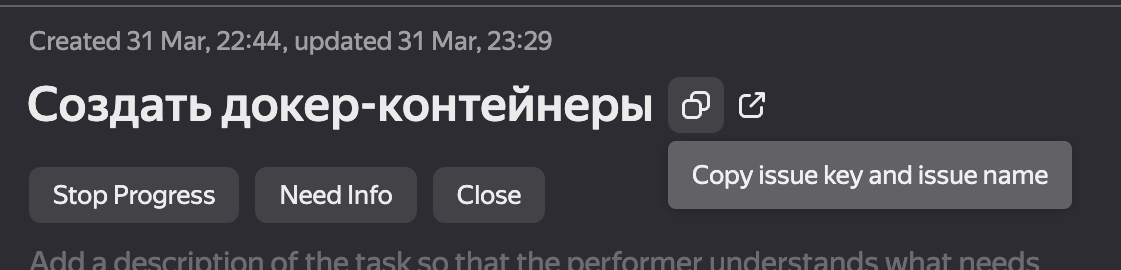 Created 31 Mar, 22:44, updated 31 Mar, 23:29
Создать докер-контейнеры
Copy issue key and issue name
Stop Progress Need Info Close
Add a description of the task so that the performer understands what needs